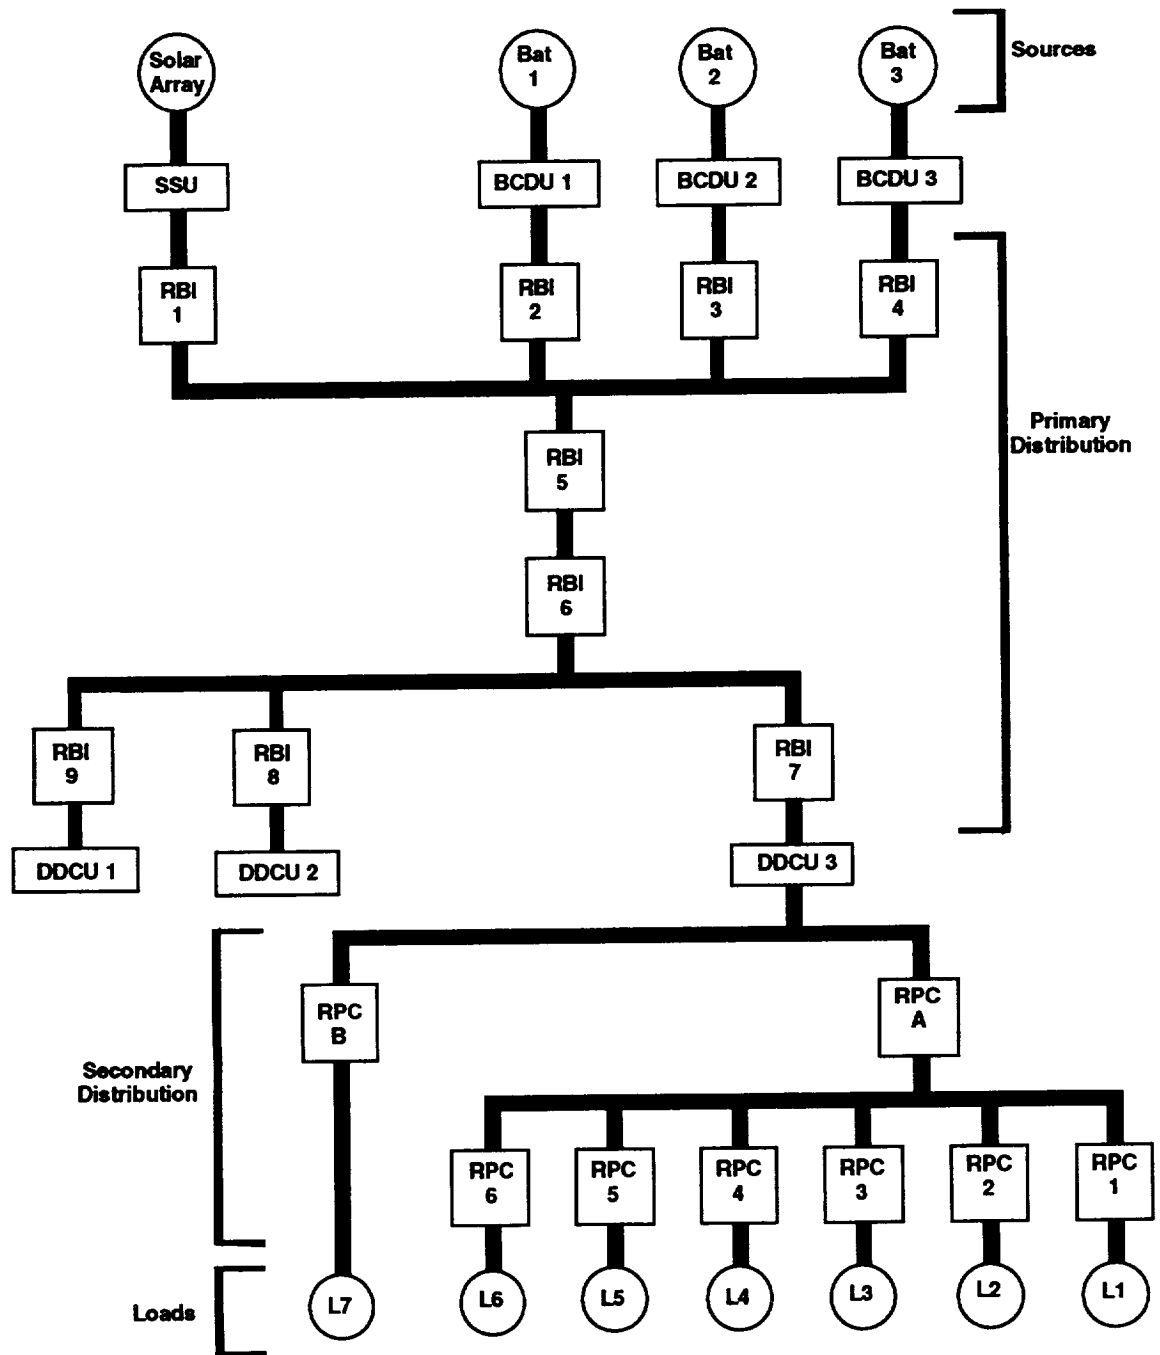 Solar
Array
Bat
1
Bat
2
Bat
3
Sources
SSU
BCDU 1
BCDU 2
BCDU 3
RBI
1
RBI
2
RBI
3
RBI
4
Primary
Distribution
RBI
5
RBI
6
RBI
9
RBI
8
RBI
7
DDCU 1
DDCU 2
DDCU 3
RPC
B
RPC
A
Secondary
Distribution
RPC
6
RPC
5
RPC
4
RPC
3
RPC
2
RPC
1
Loads
L7
L6
L5
L4
L3
L2
L1